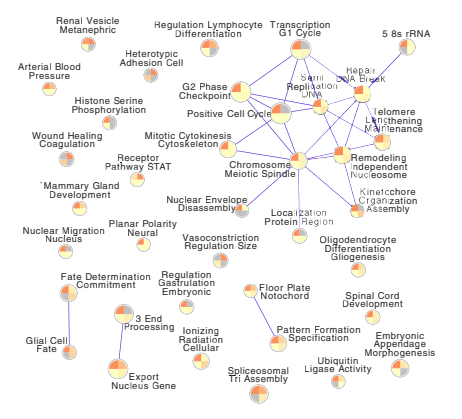 Renal Vesicle
Metanephric
Regulation Lymphocyte
Differentiation
Transcription
G1 Cycle
5 8s rRNA
Arterial Blood
Pressure
Heterotypic
Adhesion Cell
G2 Phase
Checkpoint
Semi
Replication
DNA
Repair
DNA Break
Histone Serine
Phosphorylation
Positive Cell Cycle
Telomere
Lengthening
Maintenance
Wound Healing
Coagulation
Mitotic Cytokinesis
Cytoskeleton
Receptor
Pathway STAT
Chromosome
Meiotic Spindle
Remodeling
Independent
Nucleosome
`Mammary Gland
Development
Nuclear Envelope
Disassembly
Kinetochore
Organization
Assembly
Localization
Protein Region
Nuclear Migration
Nucleus
Planar Polarity
Neural
Vasoconstriction
Regulation Size
Oligodendrocyte
Differentiation
Gliogenesis
Fate Determination
Commitment
Regulation
Gastrulation
Embryonic
Floor Plate
Notochord
Spinal Cord
Development
3 End
Processing
Glial Cell
Fate
Ionizing
Radiation
Cellular
Pattern Formation
Specification
Embryonic
Appendage
Morphogenesis
Export
Nucleus Gene
Spliceosomal
Tri Assembly
Ubiquitin
Ligase Activity